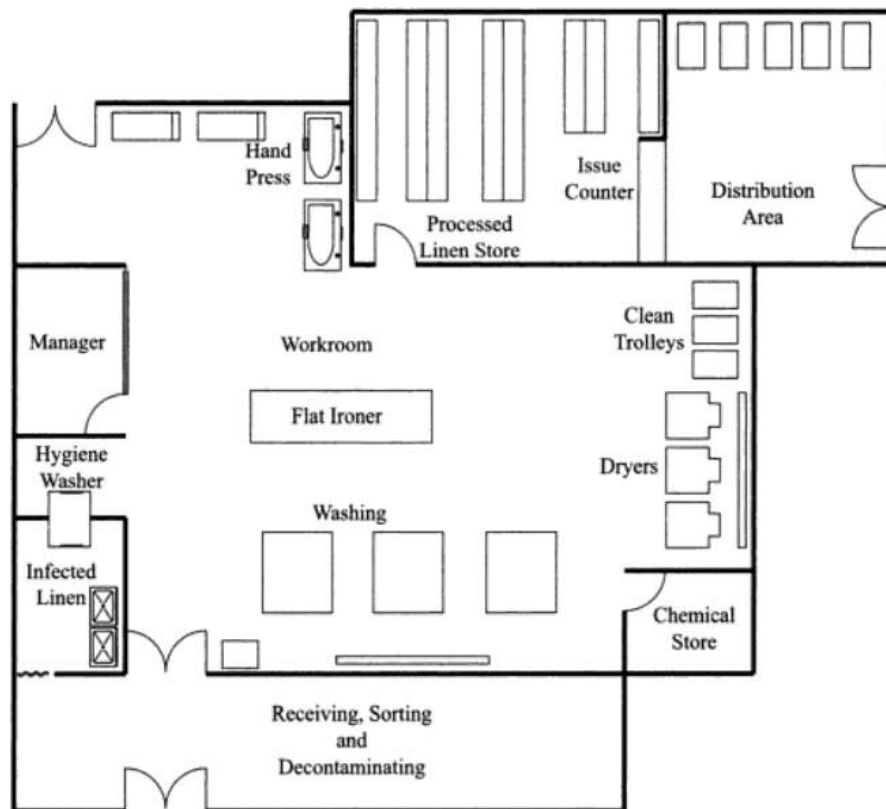 Hand
Press
Issue
Counter
Distribution
Area
Processed
Linen Store
Manager
Workroom
Clean
Trolleys
Flat Ironer
Hygiene
Washer
Dryers
Washing
Infected
Linen
Chemical
Store
Receiving, Sorting
and
Decontaminating